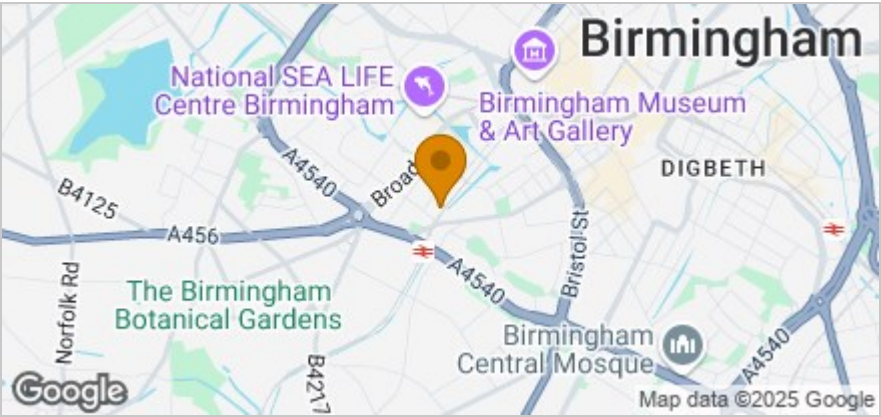 Birmingham
National SEA LIFE
Centre Birmingham
Birmingham Museum
& Art Gallery
DIGBETH
A4540
Broad
B4125
A456
Bristol St
Norfolk Rd
A4540
The Birmingham
Botanical Gardens
Birmingham
Central Mosque
A4540
B4217
Google
Map data ©2025 Google